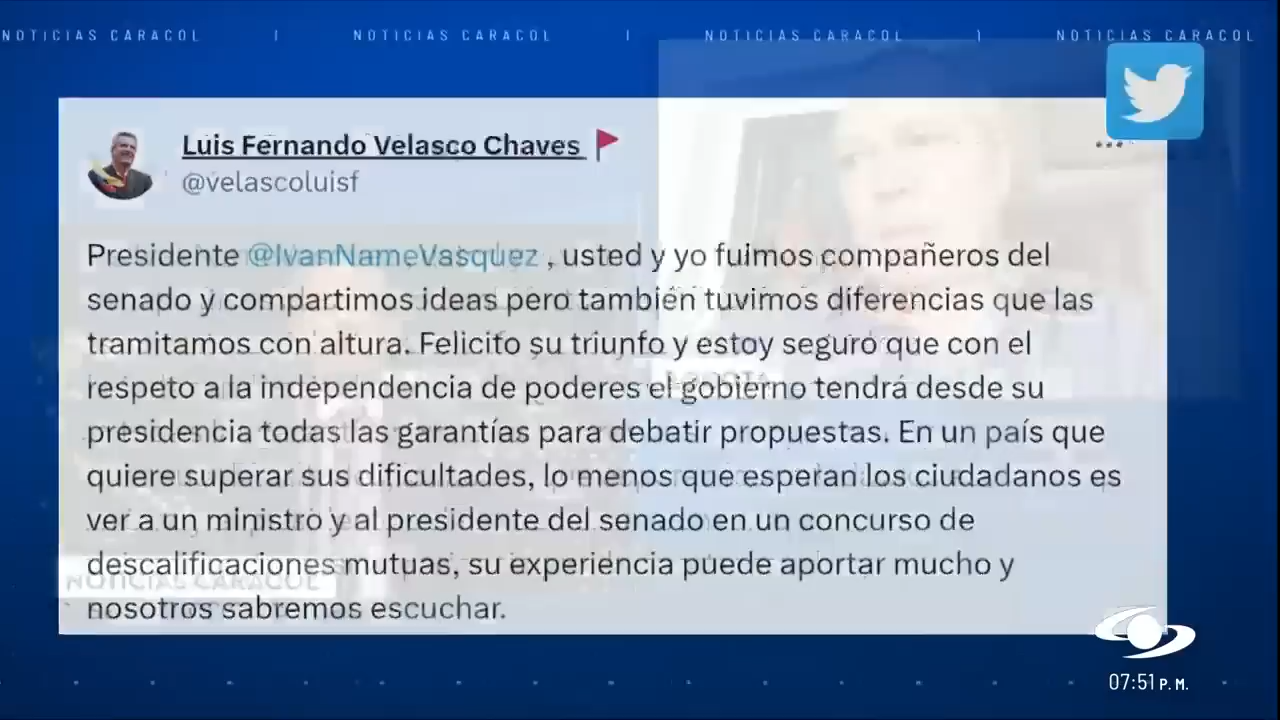 NOTICIAS CARACOL | NOTICIAS CARACOL | NOTICIAS CARACOL | NOTICIAS CARACOL
Luis Fernando Velasco Chaves
@velascoluisf
Presidente @IvanNameVasquez , usted y yo fuimos compañeros del
senado y compartimos ideas pero también tuvimos diferencias que las
tramitamos con altura. Felicito su triunfo y estoy seguro que con el
respeto a la independencia de poderes el gobierno tendrá desde su
presidencia todas las garantías para debatir propuestas. En un país que
quiere superar sus dificultades, lo menos que esperan los ciudadanos es
ver a un ministro y al presidente del senado en un concurso de
descalificaciones mutuas, su experiencia puede aportar mucho y
NOTICIAS CARACOL
nosotros sabremos escuchar.
07:51 P.M.